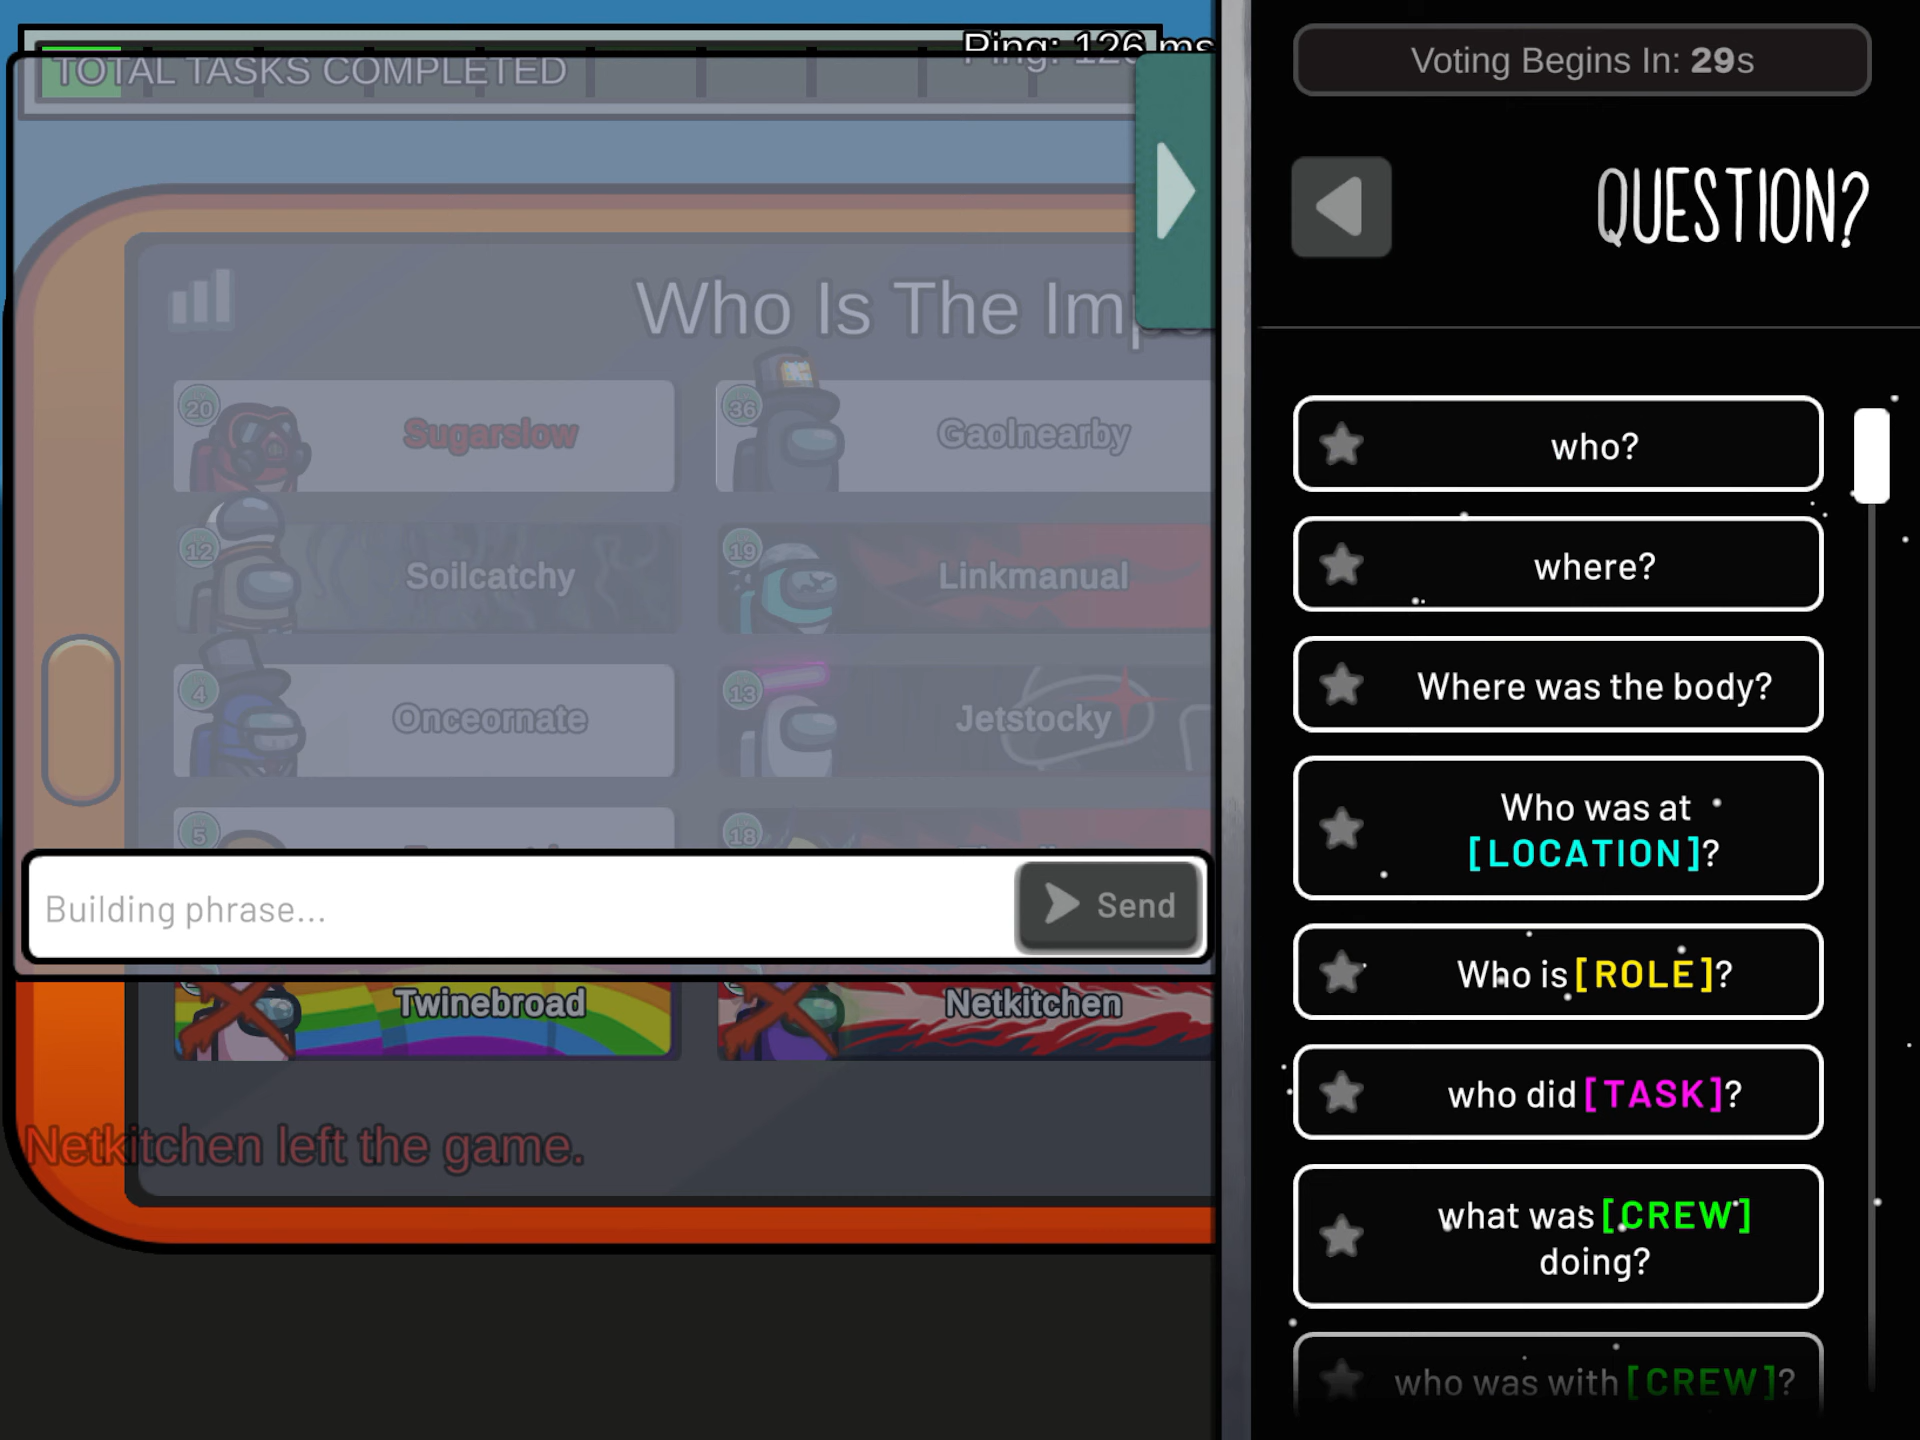 Ping: 126 ms
TOTAL TASKS COMPLETED
Who Is The Imp
20
Sugarslow
36
Gaolnearby
12
Soilcatchy
19
Linkmanual
4
Onceornate
13
Jetstocky
5
18
Building phrase...
Send
Twinebroad
Netkitchen
Netkitchen left the game.
Voting Begins In: 29s
QUESTION?
who?
where?
Where was the body?
Who was at
[LOCATION]?
Who is [ROLE]?
who did [TASK]?
what was [CREW]
doing?
who was with [CREW]?